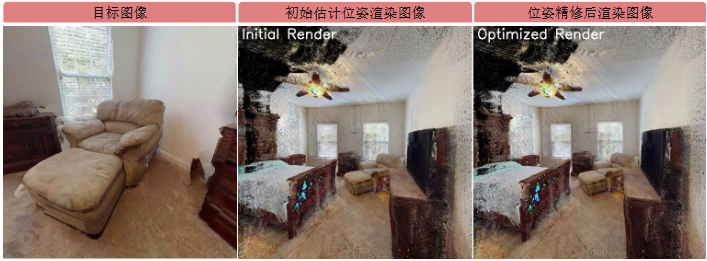 目标图像
初始估计位姿渲染图像
位姿精修后渲染图像
Initial Render
Optimized Render